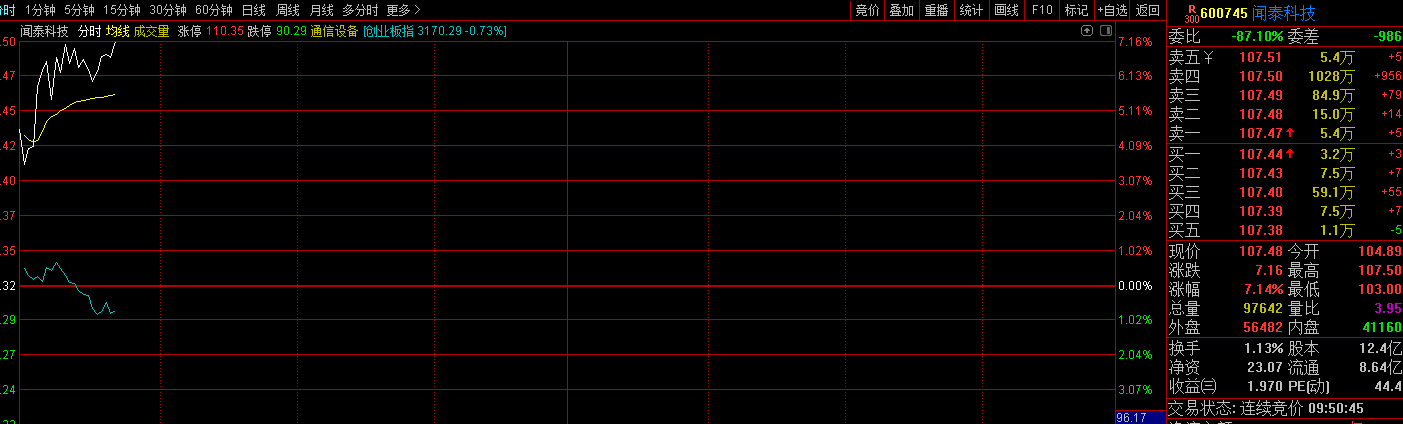 时 1分钟 5分钟 15分钟 30分钟 60分钟 日线 周线 月线 多分时 更多 >
竞价 叠加 重播 统计 画线 F10 标记 +自选 返回
R 300 600745 闻泰科技
闻泰科技 分时 均线 成交量 涨停 110.35 跌停 90.29 通信设备 [创业板指 3170.29 -0.73%]
委比 -87.10% 委差 -986
.50 7.16%
.47 6.13%
.45 5.11%
.42 4.09%
.40 3.07%
.37 2.04%
.35 1.02%
.32 0.00%
.29 1.02%
.27 2.04%
.24 3.07%
96.17
卖五 ¥ 107.51 5.4万 +5
卖四 107.50 1028万 +956
卖三 107.49 84.9万 +79
卖二 107.48 15.0万 +14
卖一 107.47 ↑ 5.4万 +5
买一 107.44 ↑ 3.2万 +3
买二 107.43 7.5万 +7
买三 107.40 59.1万 +55
买四 107.39 7.5万 +7
买五 107.38 1.1万 -5
现价 107.48 今开 104.89
涨跌 7.16 最高 107.50
涨幅 7.14% 最低 103.00
总量 97642 量比 3.95
外盘 56482 内盘 41160
换手 1.13% 股本 12.4亿
净资 23.07 流通 8.64亿
收益㈢ 1.970 PE(动) 44.4
交易状态: 连续竞价 09:50:45